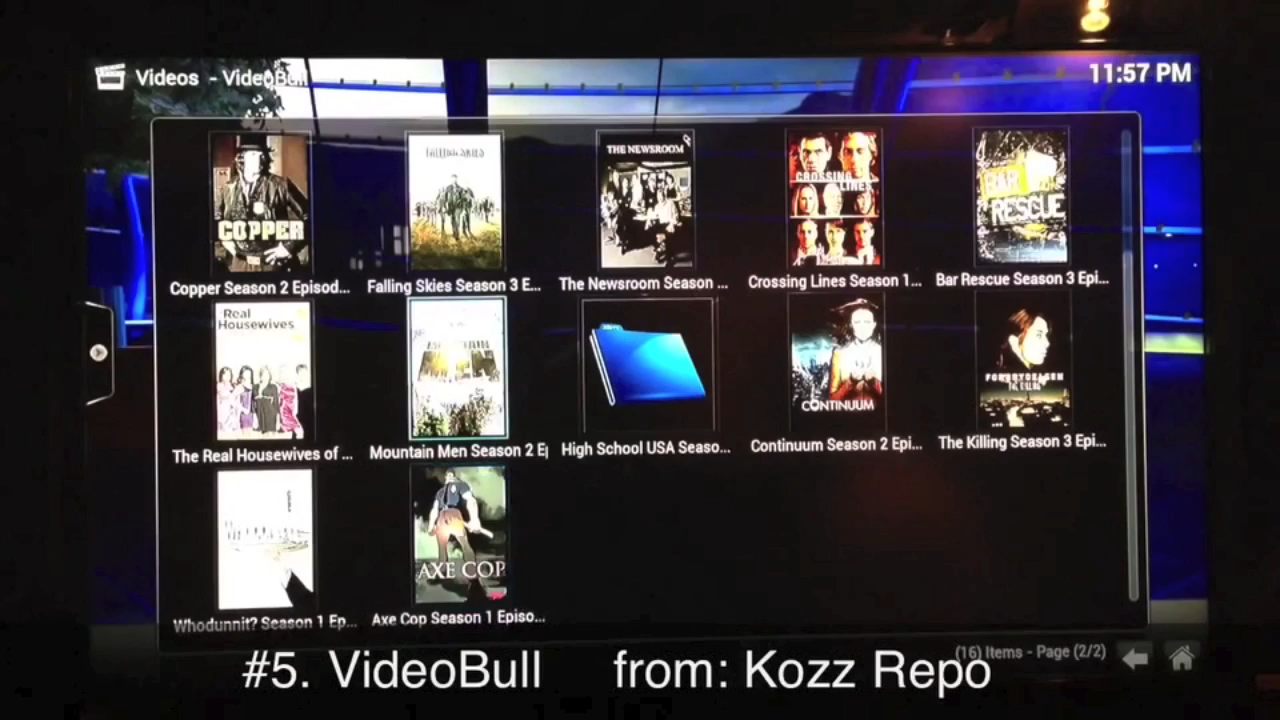 Videos - VideoBull
11:57 PM
COPPER
FALLING SKIES
THE NEWSROOM
CROSSING LINES
BAR RESCUE
Copper Season 2 Episod...
Falling Skies Season 3 E...
The Newsroom Season ...
Crossing Lines Season 1...
Bar Rescue Season 3 Epi...
Real
Housewives
CONTINUUM
The Real Housewives of ...
Mountain Men Season 2 Ep
High School USA Seaso...
Continuum Season 2 Epi...
The Killing Season 3 Epi...
AXE COP
Whodunnit? Season 1 Ep...
Axe Cop Season 1 Episo...
(16) Items - Page (2/2)
#5. VideoBull from: Kozz Repo